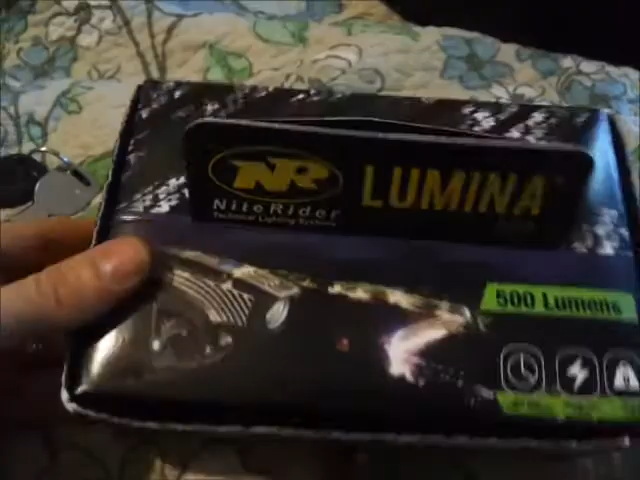 NR
NiteRider
Technical Lighting Systems
LUMINA
500 Lumens